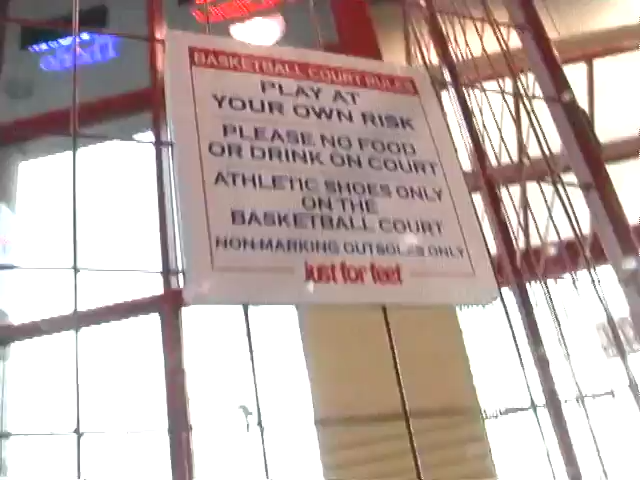 BASKETBALL COURT RULES
PLAY AT
YOUR OWN RISK
PLEASE NO FOOD
OR DRINK ON COURT
ATHLETIC SHOES ONLY
ON THE
BASKETBALL COURT
NON-MARKING OUTSOLES ONLY
just for feet